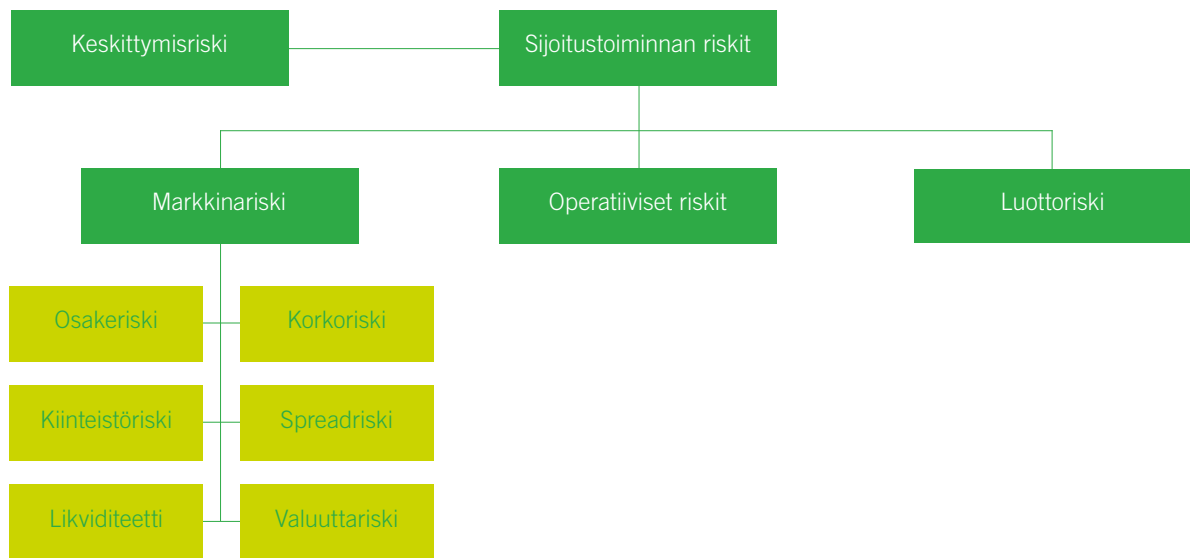 Keskittymisriski
Sijoitustoiminnan riskit
Markkinariski
Operatiiviset riskit
Luottoriski
Osakeriski
Korkoriski
Kiinteistöriski
Spreadriski
Likviditeetti
Valuuttariski